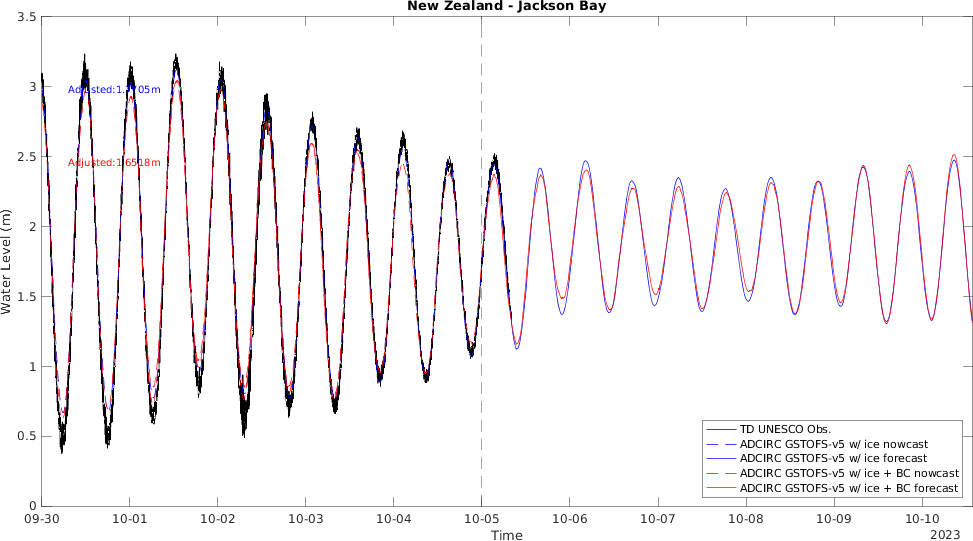 New Zealand - Jackson Bay
3.5
3
2.5
2
1.5
1
0.5
0
Water Level (m)
Adjusted:1.6518m
TD UNESCO Obs.
ADCIRC GSTOFS-v5 w/ ice nowcast
ADCIRC GSTOFS-v5 w/ ice forecast
ADCIRC GSTOFS-v5 w/ ice + BC nowcast
ADCIRC GSTOFS-v5 w/ ice + BC forecast
09-30 10-01 10-02 10-03 10-04 10-05 10-06 10-07 10-08 10-09 10-10
Time
2023